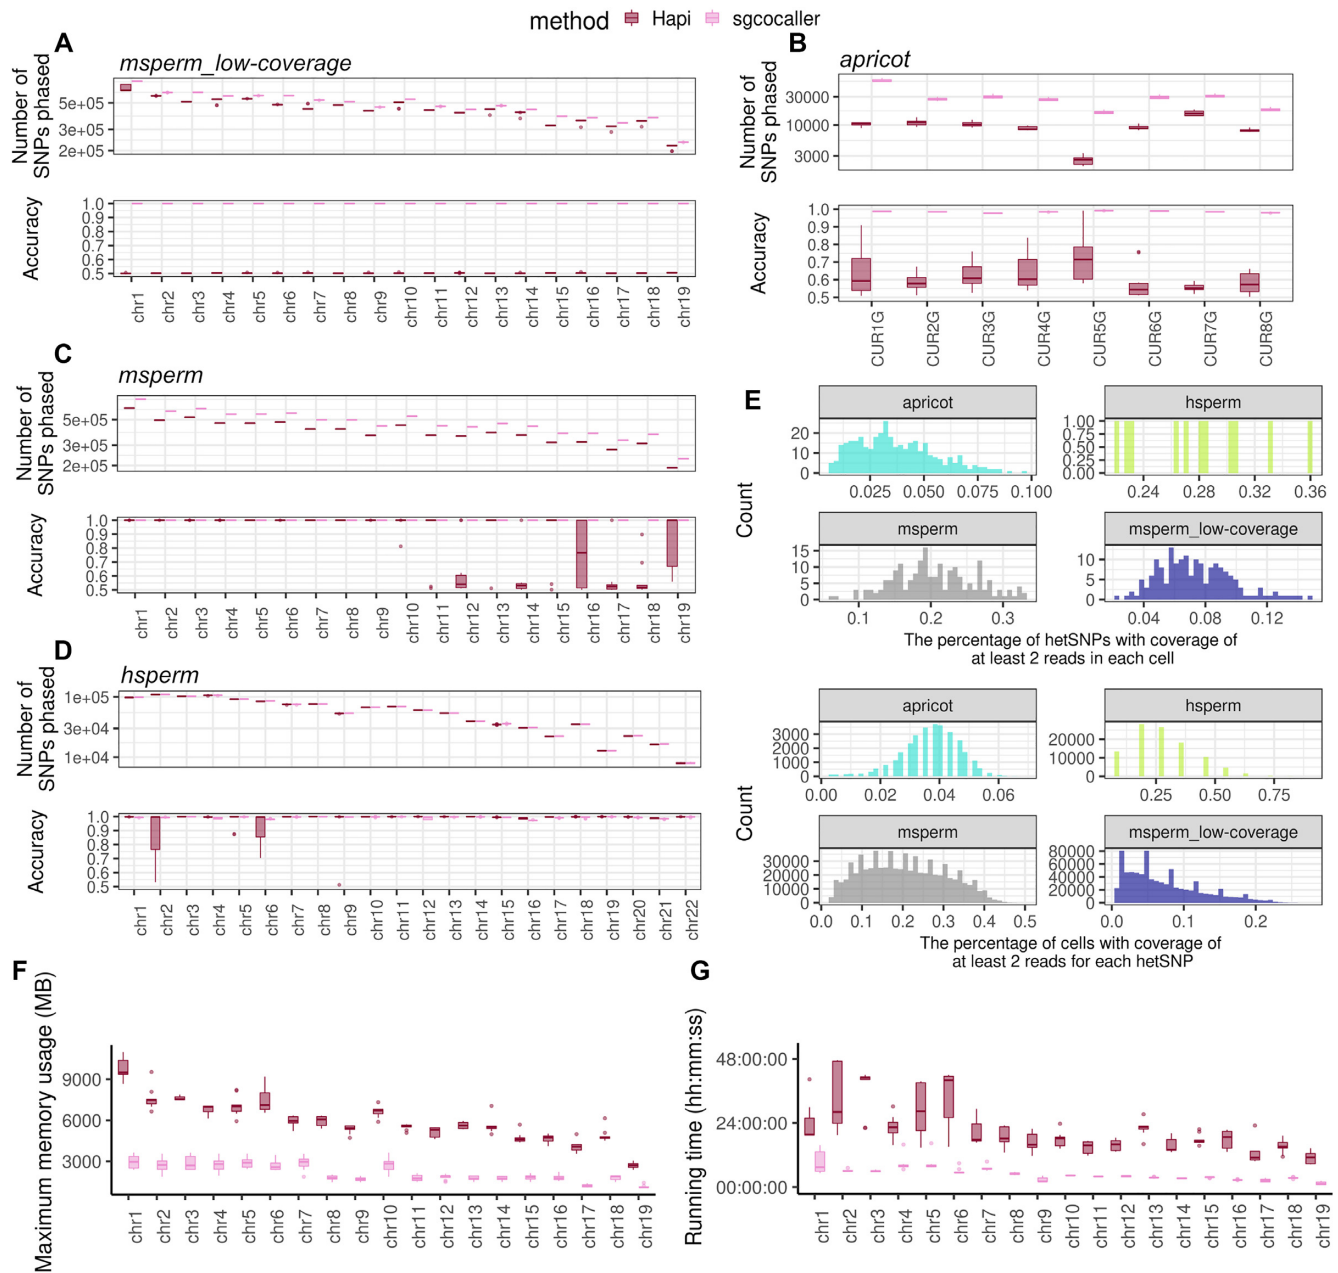 method Hapi sgcocaller
A
msperm_low-coverage
Number of
SNPs phased
5e+05
3e+05
2e+05
Accuracy
1.0
0.9
0.8
0.7
0.6
0.5
chr1 chr2 chr3 chr4 chr5 chr6 chr7 chr8 chr9 chr10 chr11 chr12 chr13 chr14 chr15 chr16 chr17 chr18 chr19
B
apricot
Number of
SNPs phased
30000
10000
3000
Accuracy
1.0
0.9
0.8
0.7
0.6
0.5
CUR1G CUR2G CUR3G CUR4G CUR5G CUR6G CUR7G CUR8G
C
msperm
Number of
SNPs phased
5e+05
3e+05
2e+05
Accuracy
1.0
0.9
0.8
0.7
0.6
0.5
chr1 chr2 chr3 chr4 chr5 chr6 chr7 chr8 chr9 chr10 chr11 chr12 chr13 chr14 chr15 chr16 chr17 chr18 chr19
D
hsperm
Number of
SNPs phased
1e+05
3e+04
1e+04
Accuracy
1.0
0.9
0.8
0.7
0.6
0.5
chr1 chr2 chr3 chr4 chr5 chr6 chr7 chr8 chr9 chr10 chr11 chr12 chr13 chr14 chr15 chr16 chr17 chr18 chr19 chr20 chr21 chr22
E
Count
apricot
20
10
0
0.025 0.050 0.075 0.100
hsperm
1.00
0.75
0.50
0.25
0.00
0.24 0.28 0.32 0.36
msperm
15
10
5
0
0.1 0.2 0.3
msperm_low-coverage
10
5
0
0.04 0.08 0.12
The percentage of hetSNPs with coverage of
at least 2 reads in each cell
Count
apricot
3000
2000
1000
0
0.00 0.02 0.04 0.06
hsperm
20000
10000
0
0.25 0.50 0.75
msperm
30000
20000
10000
0
0.0 0.1 0.2 0.3 0.4 0.5
msperm_low-coverage
80000
60000
40000
20000
0
0.0 0.1 0.2
The percentage of cells with coverage of
at least 2 reads for each hetSNP
F
Maximum memory usage (MB)
9000
6000
3000
chr1 chr2 chr3 chr4 chr5 chr6 chr7 chr8 chr9 chr10 chr11 chr12 chr13 chr14 chr15 chr16 chr17 chr18 chr19
G
Running time (hh:mm:ss)
48:00:00
24:00:00
00:00:00
chr1 chr2 chr3 chr4 chr5 chr6 chr7 chr8 chr9 chr10 chr11 chr12 chr13 chr14 chr15 chr16 chr17 chr18 chr19